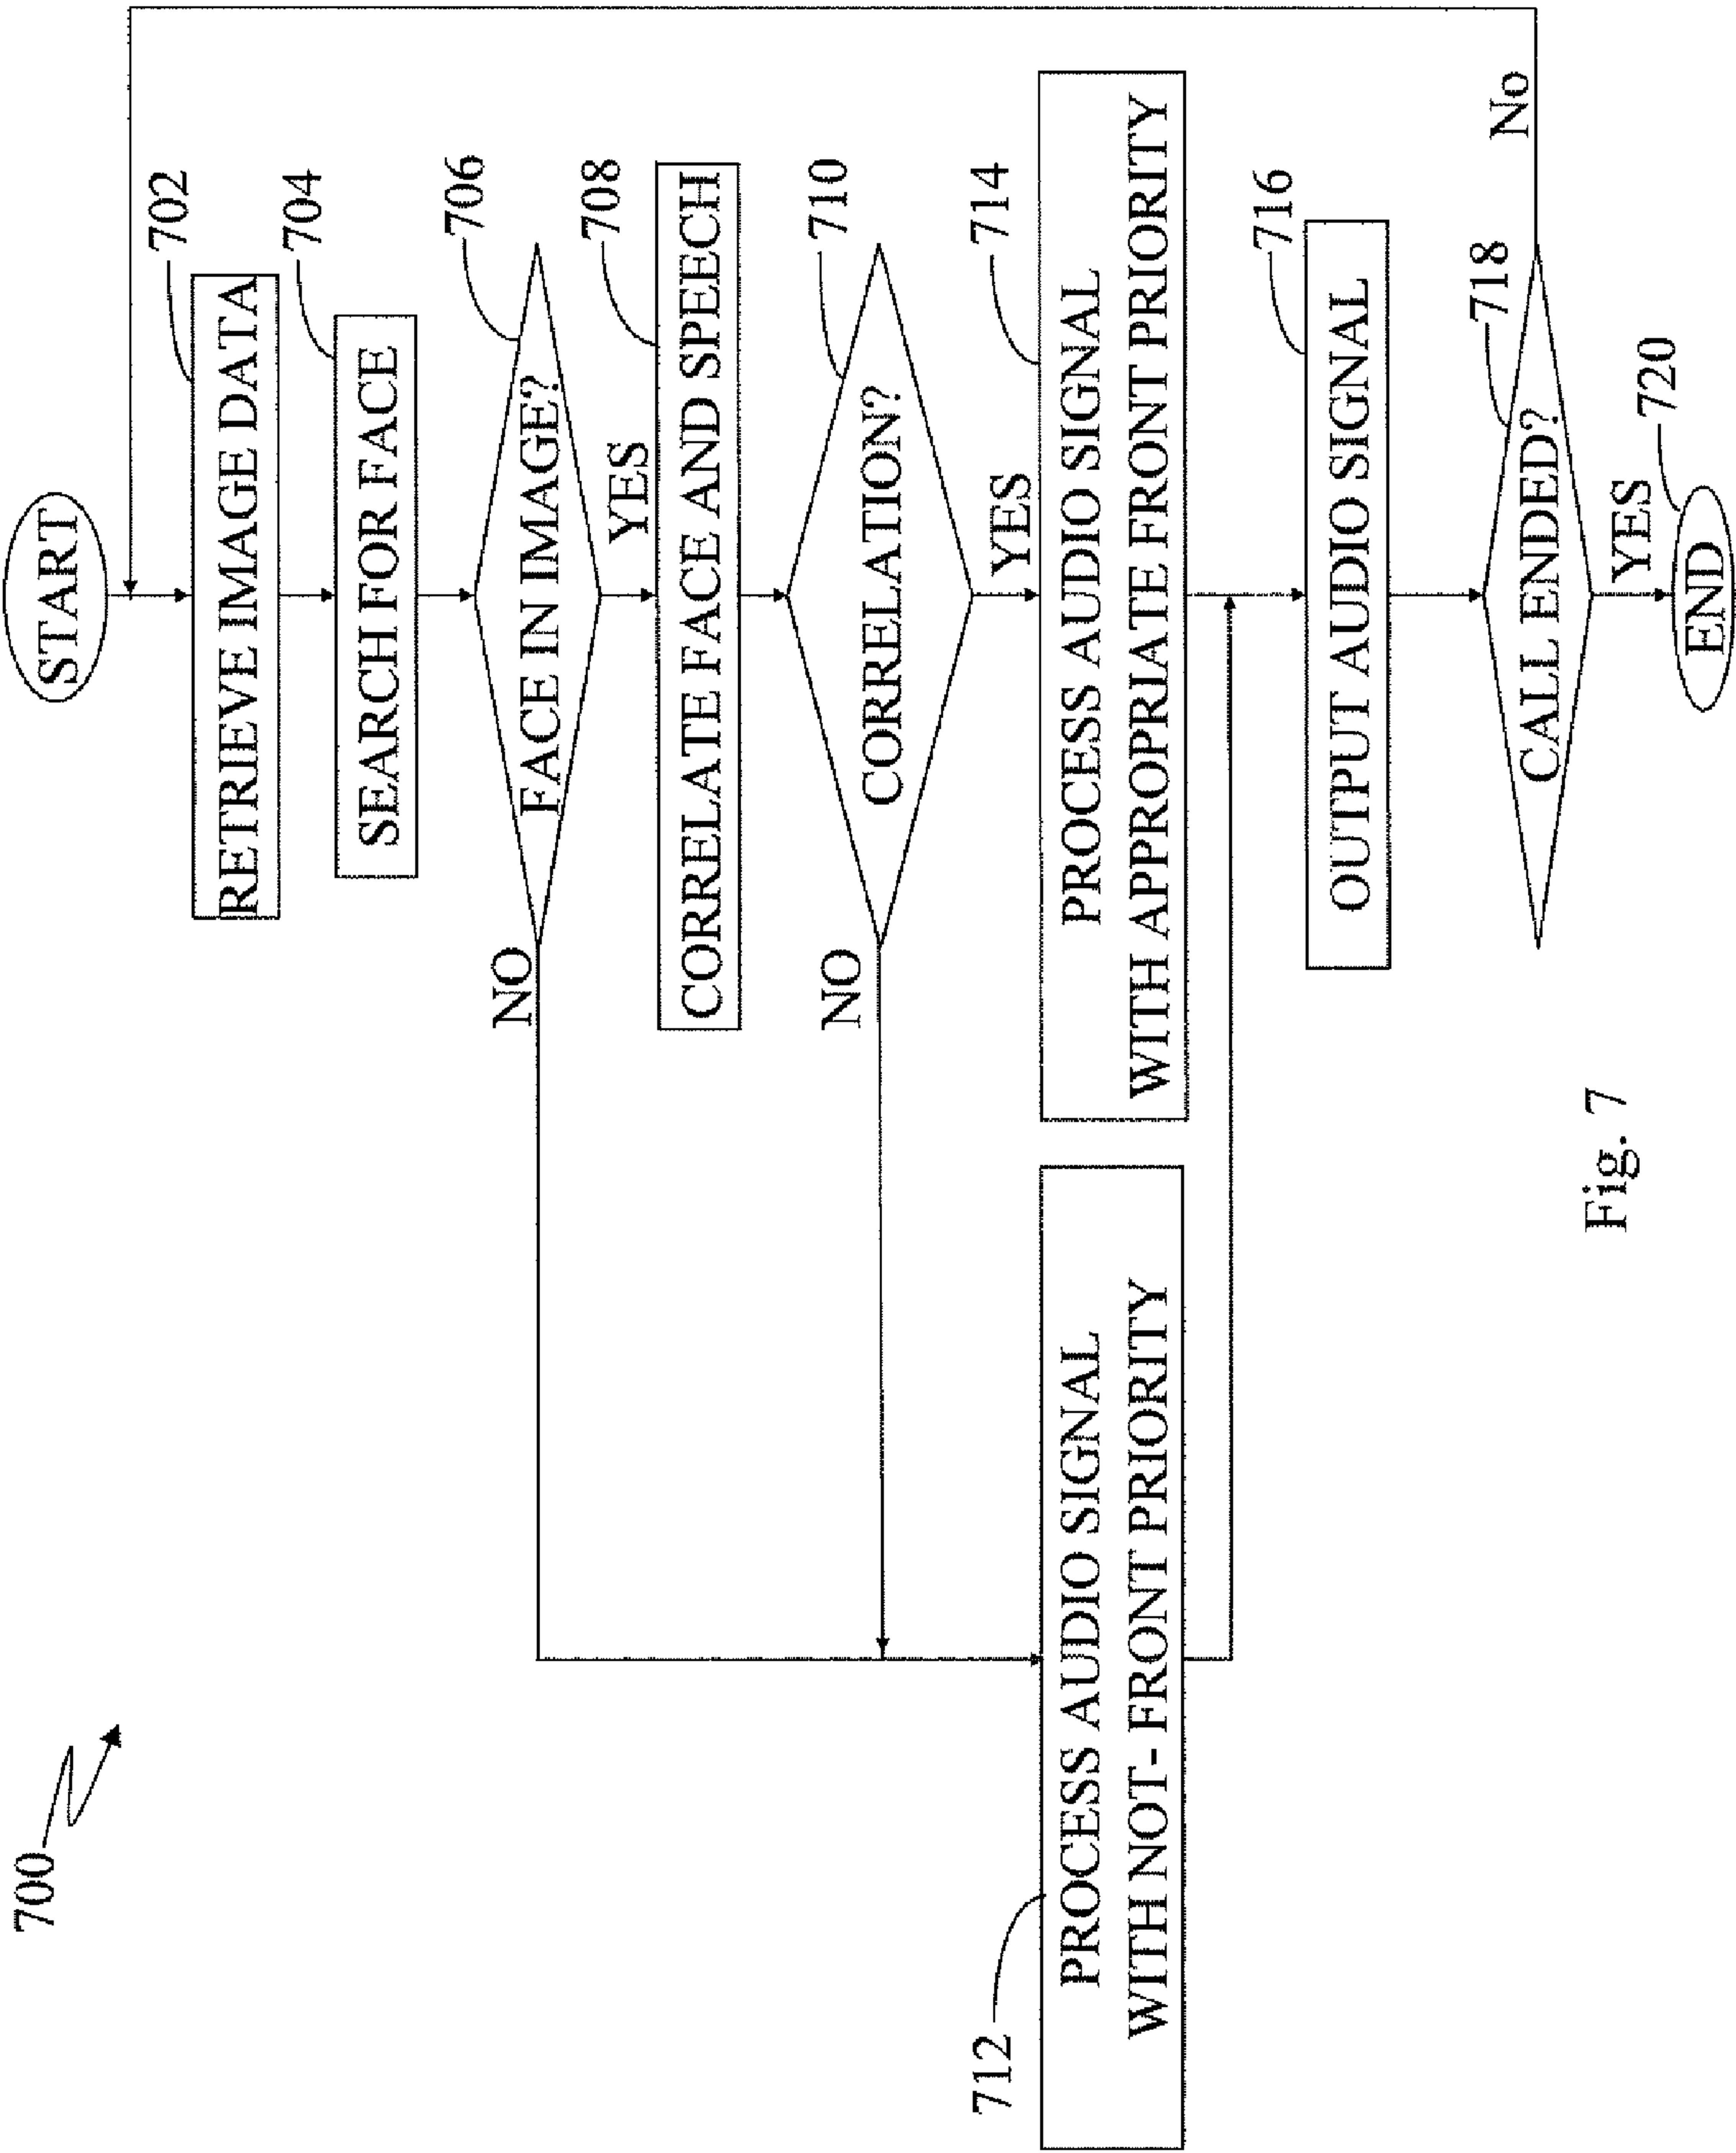 700
START
702
RETRIEVE IMAGE DATA
704
SEARCH FOR FACE
706
FACE IN IMAGE?
NO
YES
708
CORRELATE FACE AND SPEECH
710
CORRELATION?
NO
YES
712
PROCESS AUDIO SIGNAL
WITH NOT- FRONT PRIORITY
714
PROCESS AUDIO SIGNAL
WITH APPROPRIATE FRONT PRIORITY
716
OUTPUT AUDIO SIGNAL
718
CALL ENDED?
No
YES
720
END
Fig. 7